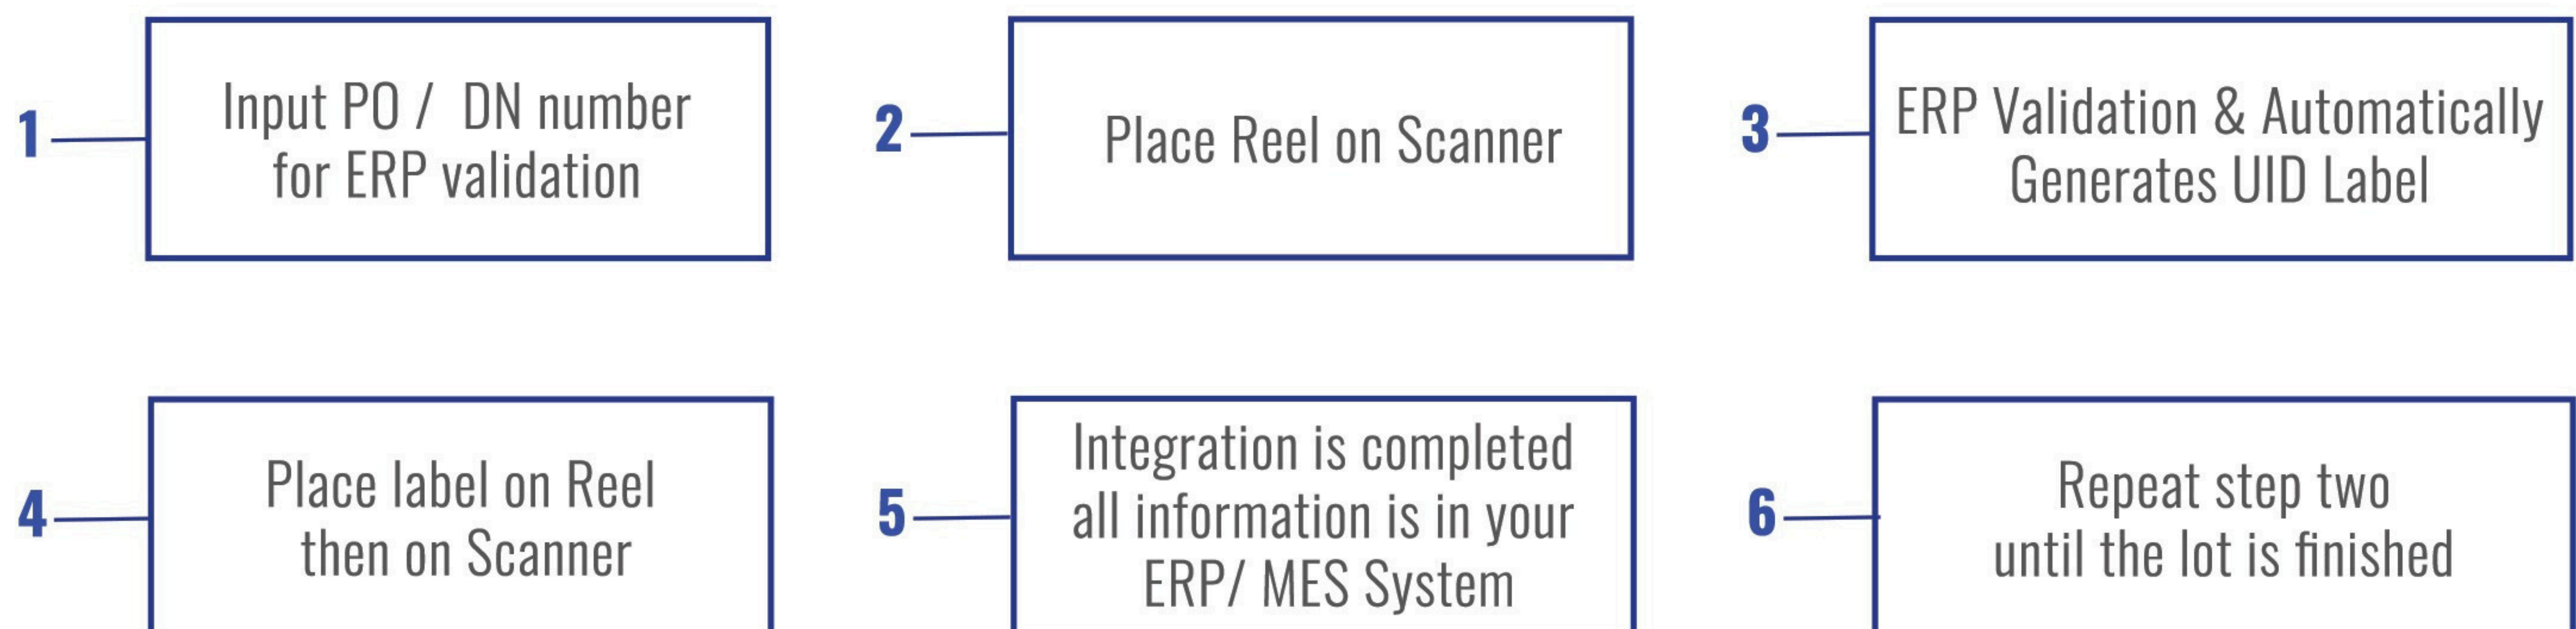 1
Input PO / DN number
for ERP validation
2
Place Reel on Scanner
3
ERP Validation & Automatically
Generates UID Label
4
Place label on Reel
then on Scanner
5
Integration is completed
all information is in your
ERP/ MES System
6
Repeat step two
until the lot is finished